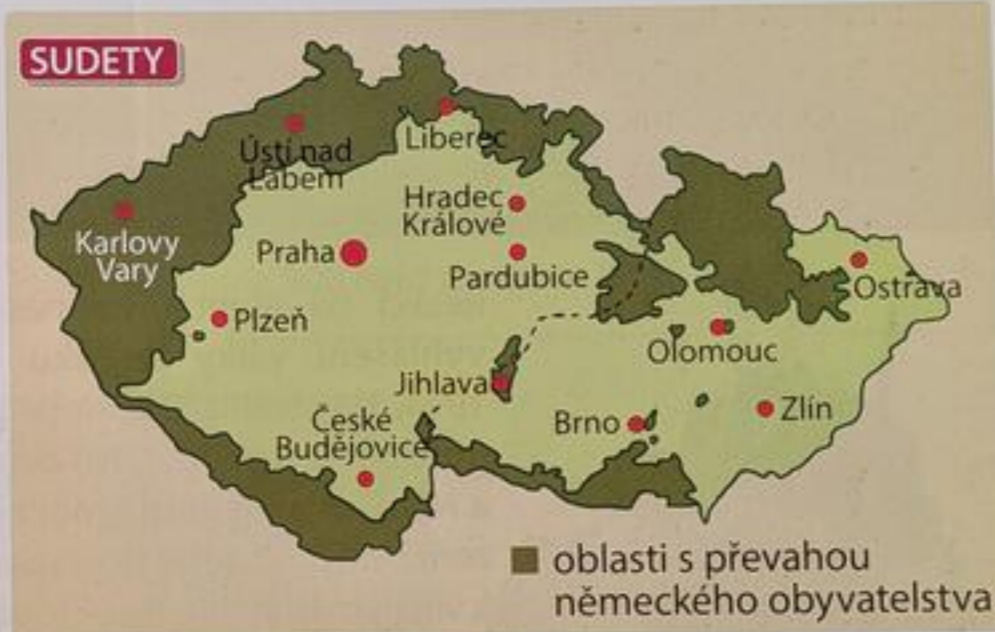 SUDETY
Liberec
Ústí nad
Labem
Hradec
Králové
Karlovy
Vary
Praha
Pardubice
Ostrava
Plzeň
Olomouc
Jihlava
České
Budějovice
Brno
Zlín
oblasti s převahou
německého obyvatelstva